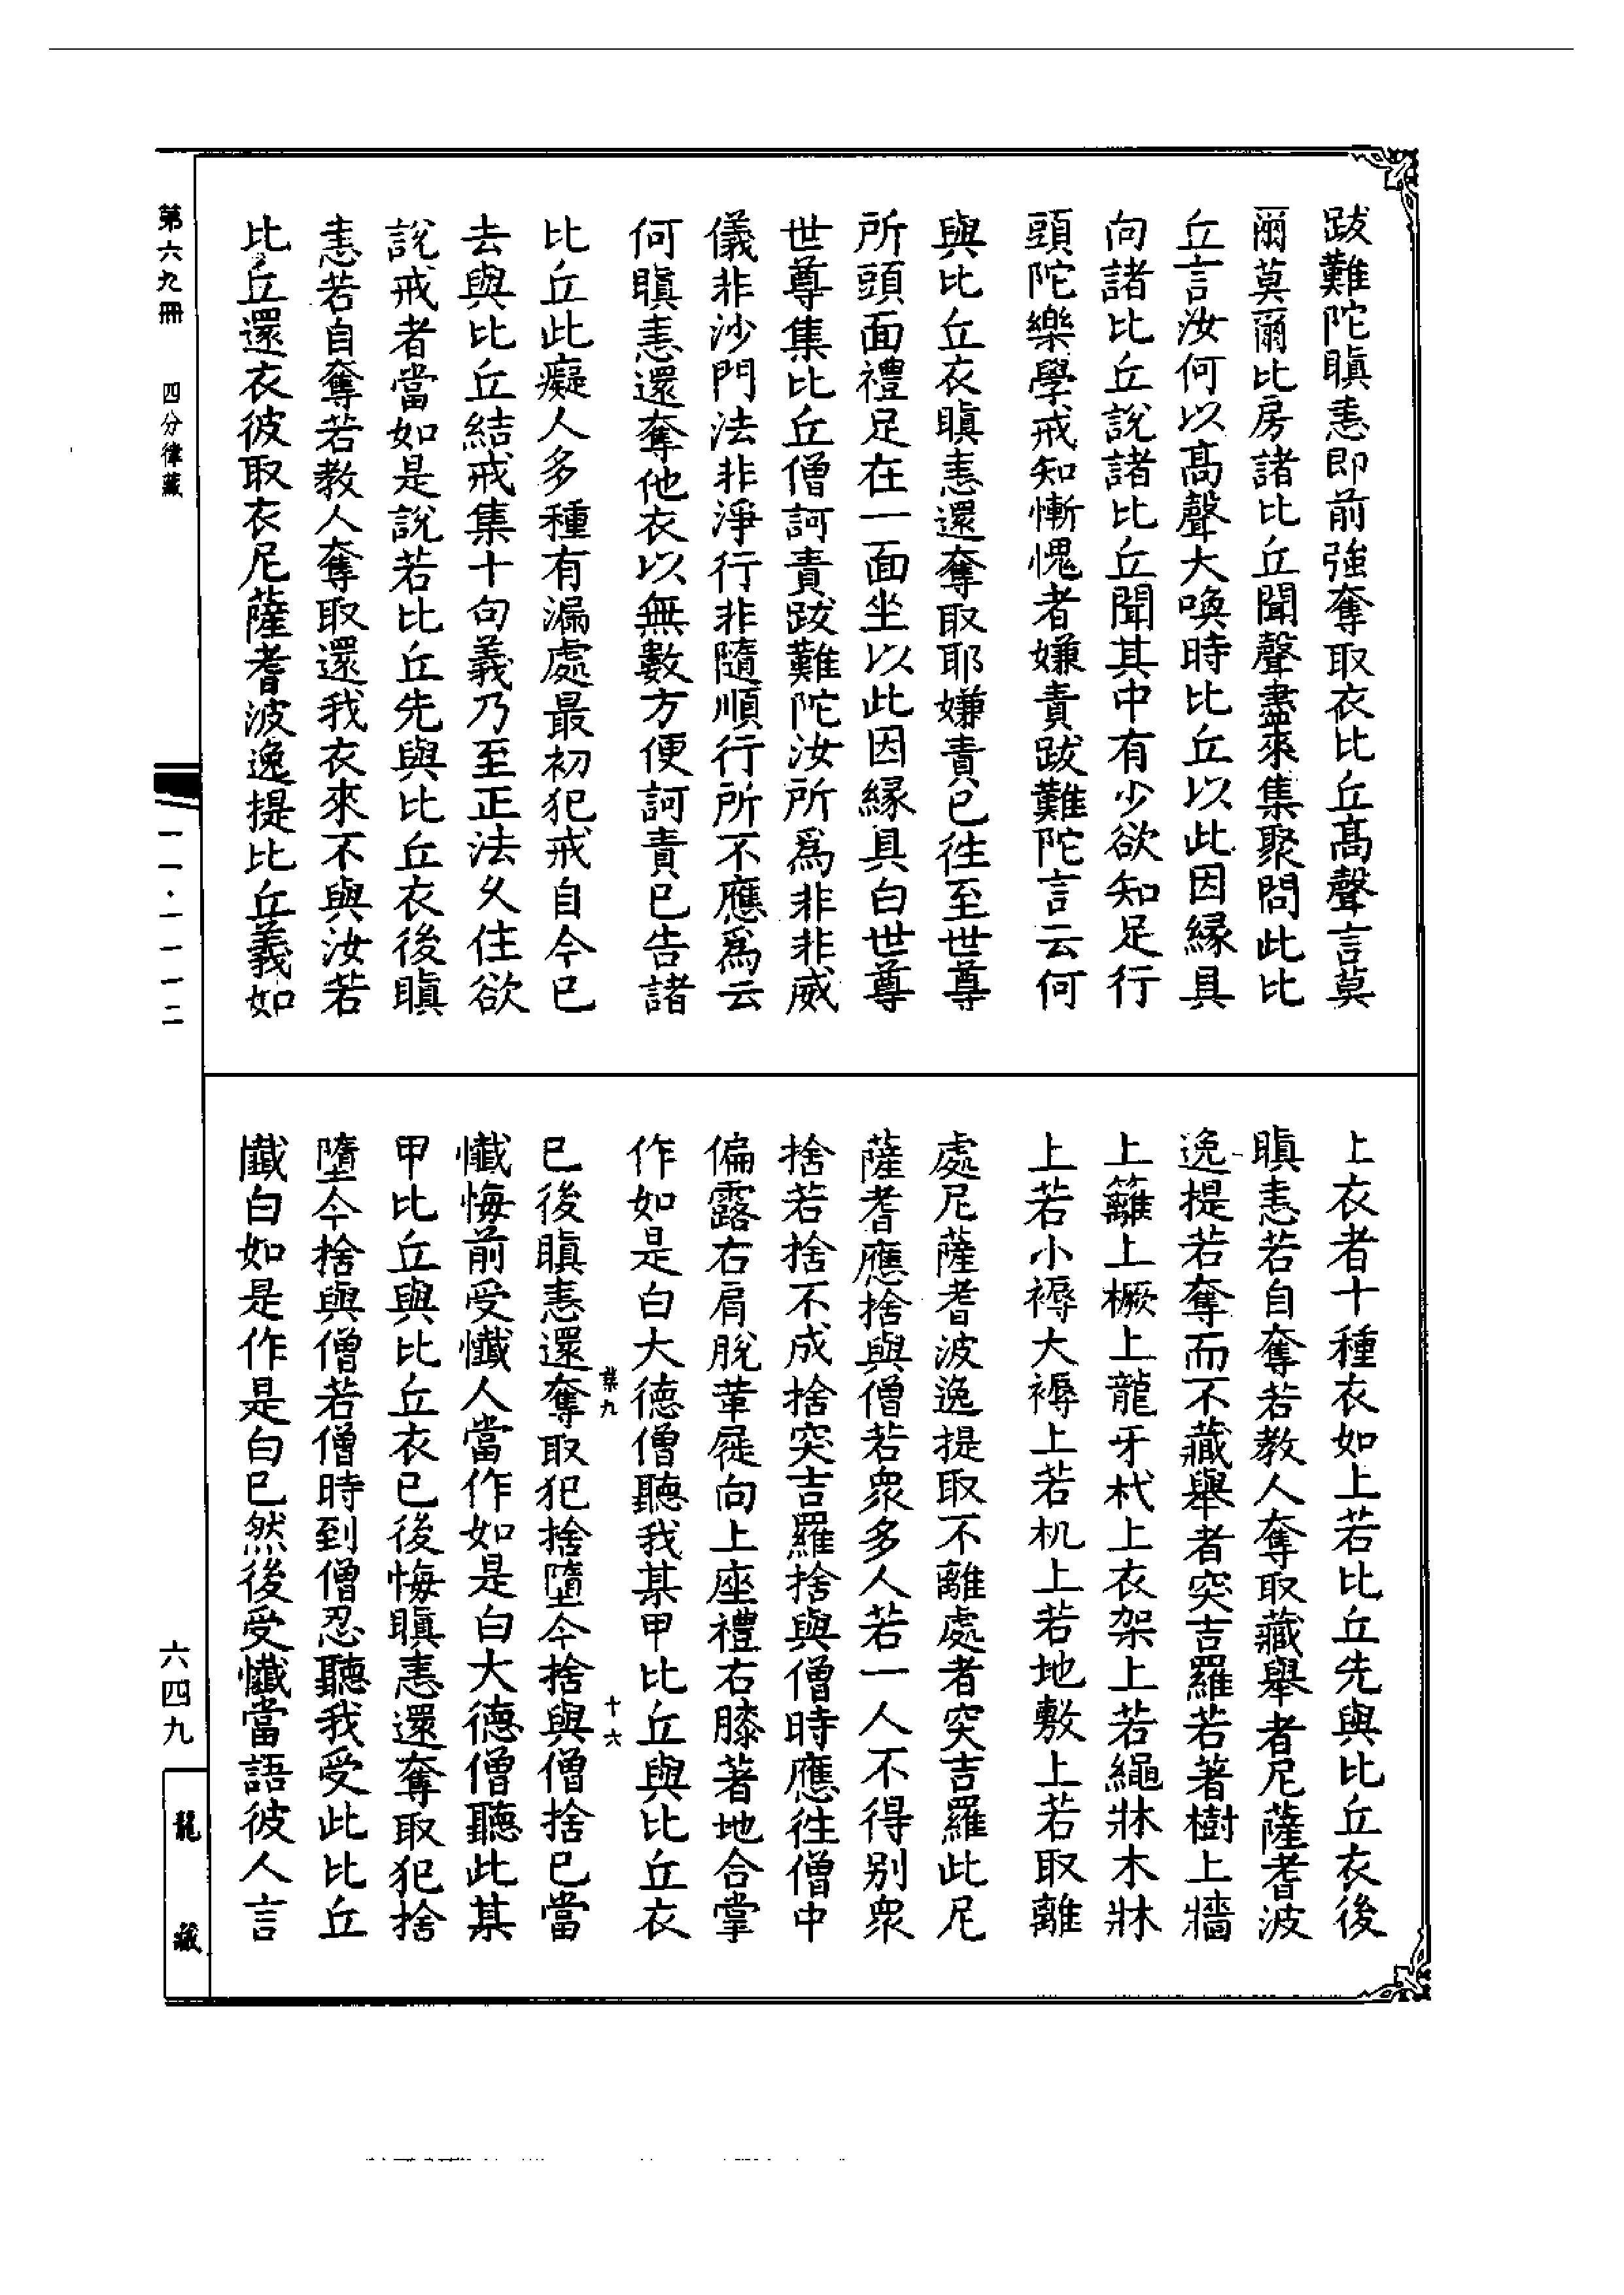 跋難陀瞋恚即前強奪取衣比丘高聲言莫
爾莫爾比房諸比丘聞聲盡來集聚問此比
丘言汝何以高聲大喚時比丘以此因緣具
向諸比丘說諸比丘聞其中有少欲知足行
頭陀樂學戒知慚愧者嫌責跋難陀言云何
與比丘衣瞋恚還奪取耶嫌責已往至世尊
所頭面禮足在一面坐以此因緣具白世尊
世尊集比丘僧訶責跋難陀汝所為非非威
儀非沙門法非淨行非隨順行所不應為云
何瞋恚還奪他衣以無數方便訶責已告諸
比丘此癡人多種有漏處最初犯戒自今已
去與比丘結戒集十句義乃至正法久住欲
說戒者當如是說若比丘先與比丘衣後瞋
恚若自奪若教人奪取還我衣來不與汝若
比丘還衣彼取衣尼薩耆波逸提比丘義如
上衣者十種衣如上若比丘先與比丘衣後
瞋恚若自奪若教人奪取藏舉者尼薩耆波
逸提若奪而不藏舉者突吉羅若著樹上牆
上籬上橛上龍牙杙上衣架上若繩牀木牀
上若小褥大褥上若机上若地敷上若取離
處尼薩耆波逸提取不離處者突吉羅此尼
薩耆應捨與僧若眾多人若一人不得別眾
捨若捨不成捨突吉羅捨與僧時應往僧中
偏露右肩脫革屣向上座禮右膝著地合掌
作如是白大德僧聽我某甲比丘與比丘衣
已後瞋恚還奪取犯捨墮今捨與僧捨已當
懺悔前受懺人當作如是白大德僧聽此某
甲比丘與比丘衣已後悔瞋恚還奪取犯捨
墮今捨與僧若僧時到僧忍聽我受此比丘
懺白如是作是白已然後受懺當語彼人言
葉九
十六
第六九冊
四分律藏
一一·一一一二
六四九
龍藏